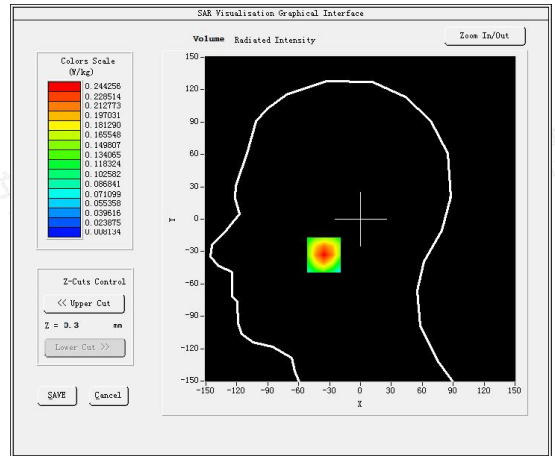 SAR Visualisation Graphical Interface
Volume Radiated Intensity
Zoom In/Out
Colors Scale
(W/kg)
0.244256
0.228514
0.212773
0.197031
0.181290
0.165548
0.149807
0.134065
0.118324
0.102582
0.086841
0.071099
0.055358
0.039616
0.023875
0.008134
Z-Cuts Control
<< Upper Cut
Z = 0.3 mm
Lower Cut >>
SAVE Cancel
150
120
90
60
30
0
-30
-60
-90
-120
-150
Y
-150 -120 -90 -60 -30 0 30 60 90 120 150
X